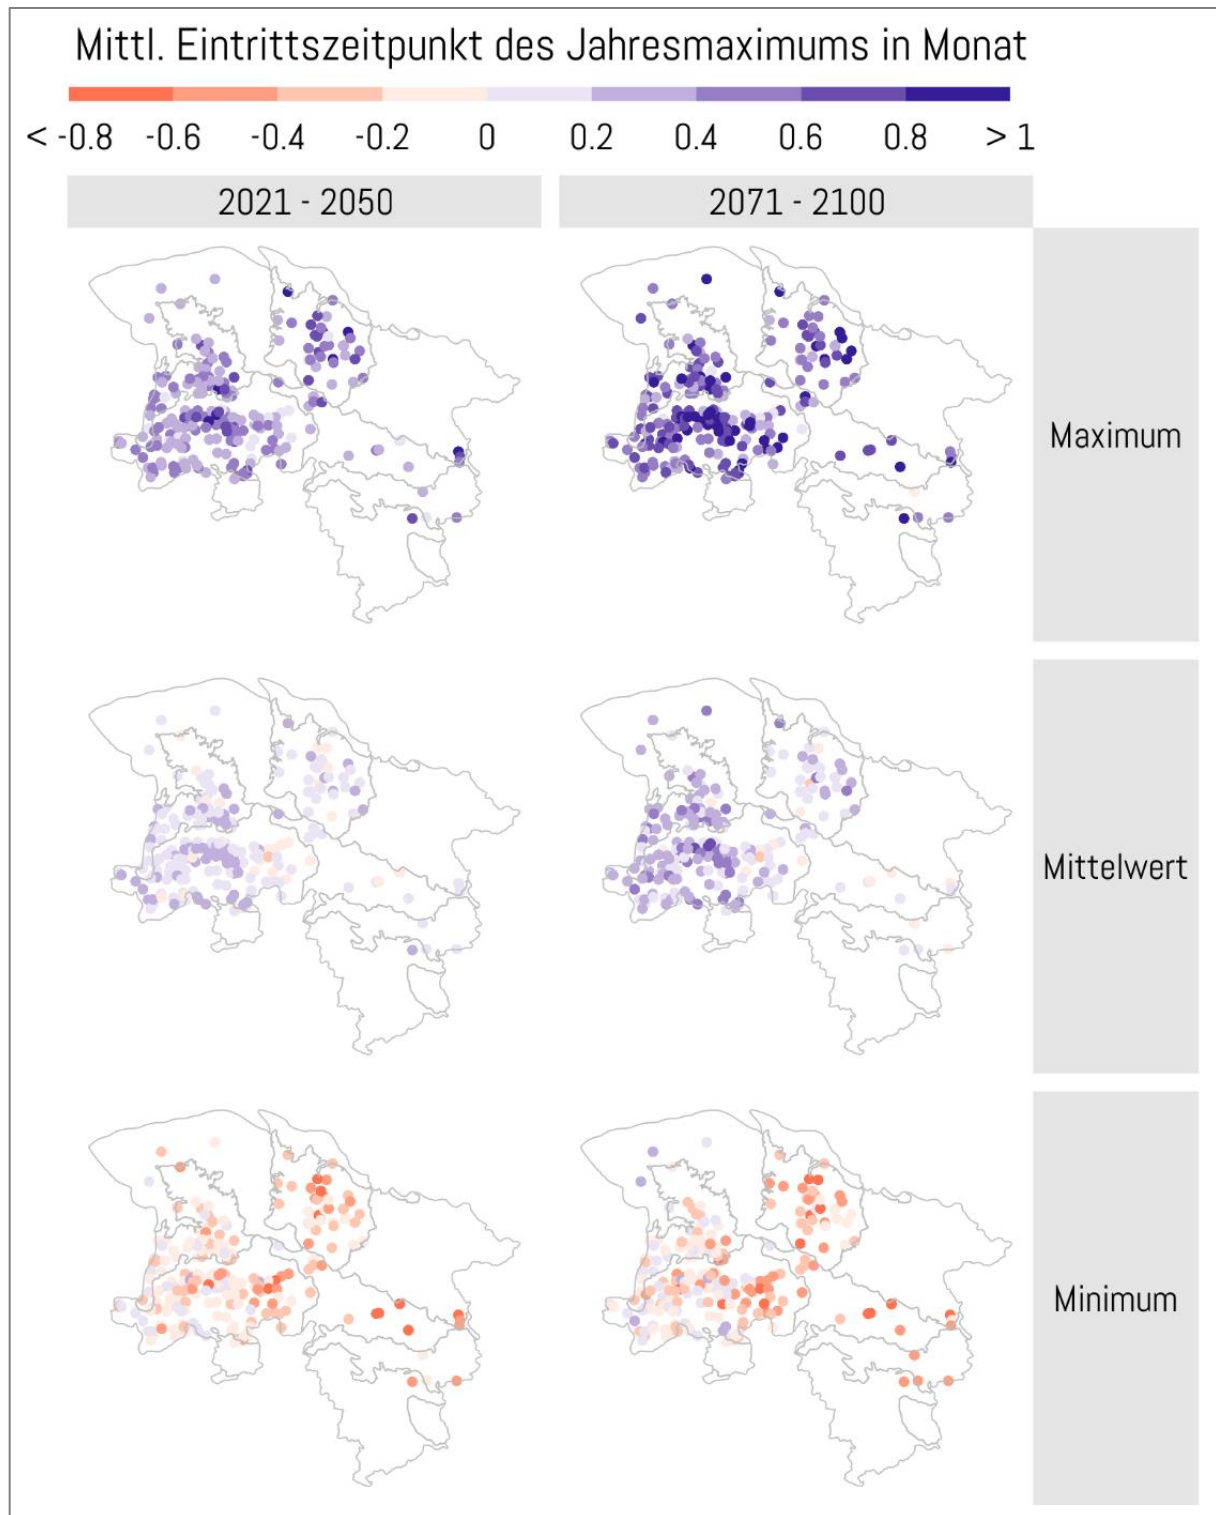 Mittl. Eintrittszeitpunkt des Jahresmaximums in Monat
< -0.8 -0.6 -0.4 -0.2 0 0.2 0.4 0.6 0.8 > 1
2021 - 2050 2071 - 2100
Maximum
Mittelwert
Minimum